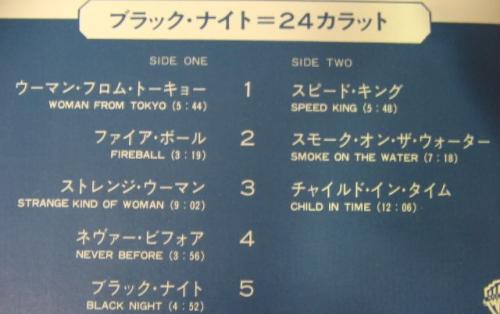 ブラック・ナイト=24カラット
SIDE ONE
SIDE TWO
ウーマン・フロム・トーキョー 1 スピード・キング
WOMAN FROM TOKYO (5:44) SPEED KING (5:48)
ファイア・ボール 2 スモーク・オン・ザ・ウォーター
FIREBALL (3:19) SMOKE ON THE WATER (7:18)
ストレンジ・ウーマン 3 チャイルド・イン・タイム
STRANGE KIND OF WOMAN (9:02) CHILD IN TIME (12:06)
ネヴァー・ビフォア 4
NEVER BEFORE (3:56)
ブラック・ナイト 5
BLACK NIGHT (4:52)